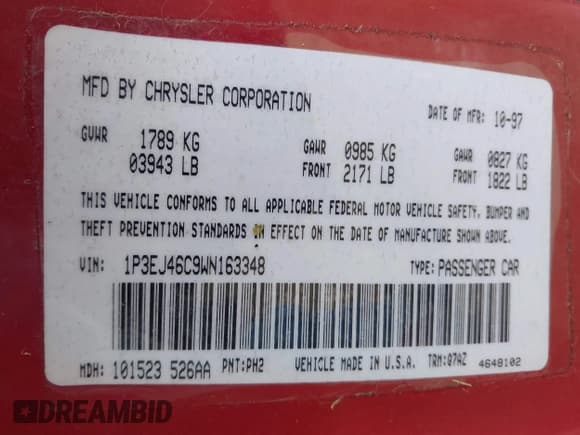 MFD BY CHRYSLER CORPORATION DATE OF MFR: 10-97
GVWR 1789 KG GAWR 0985 KG GAWR 0827 KG
03943 LB FRONT 2171 LB FRONT 1822 LB
THIS VEHICLE CONFORMS TO ALL APPLICABLE FEDERAL MOTOR VEHICLE SAFETY, BUMPER AND
THEFT PREVENTION STANDARDS IN EFFECT ON THE DATE OF MANUFACTURE SHOWN ABOVE.
VIN: 1P3EJ46C9WN163348 TYPE: PASSENGER CAR
MDH: 101523 526AA PNT: PH2 VEHICLE MADE IN U.S.A. TRM: Q7AZ 4648102
DREAMBID